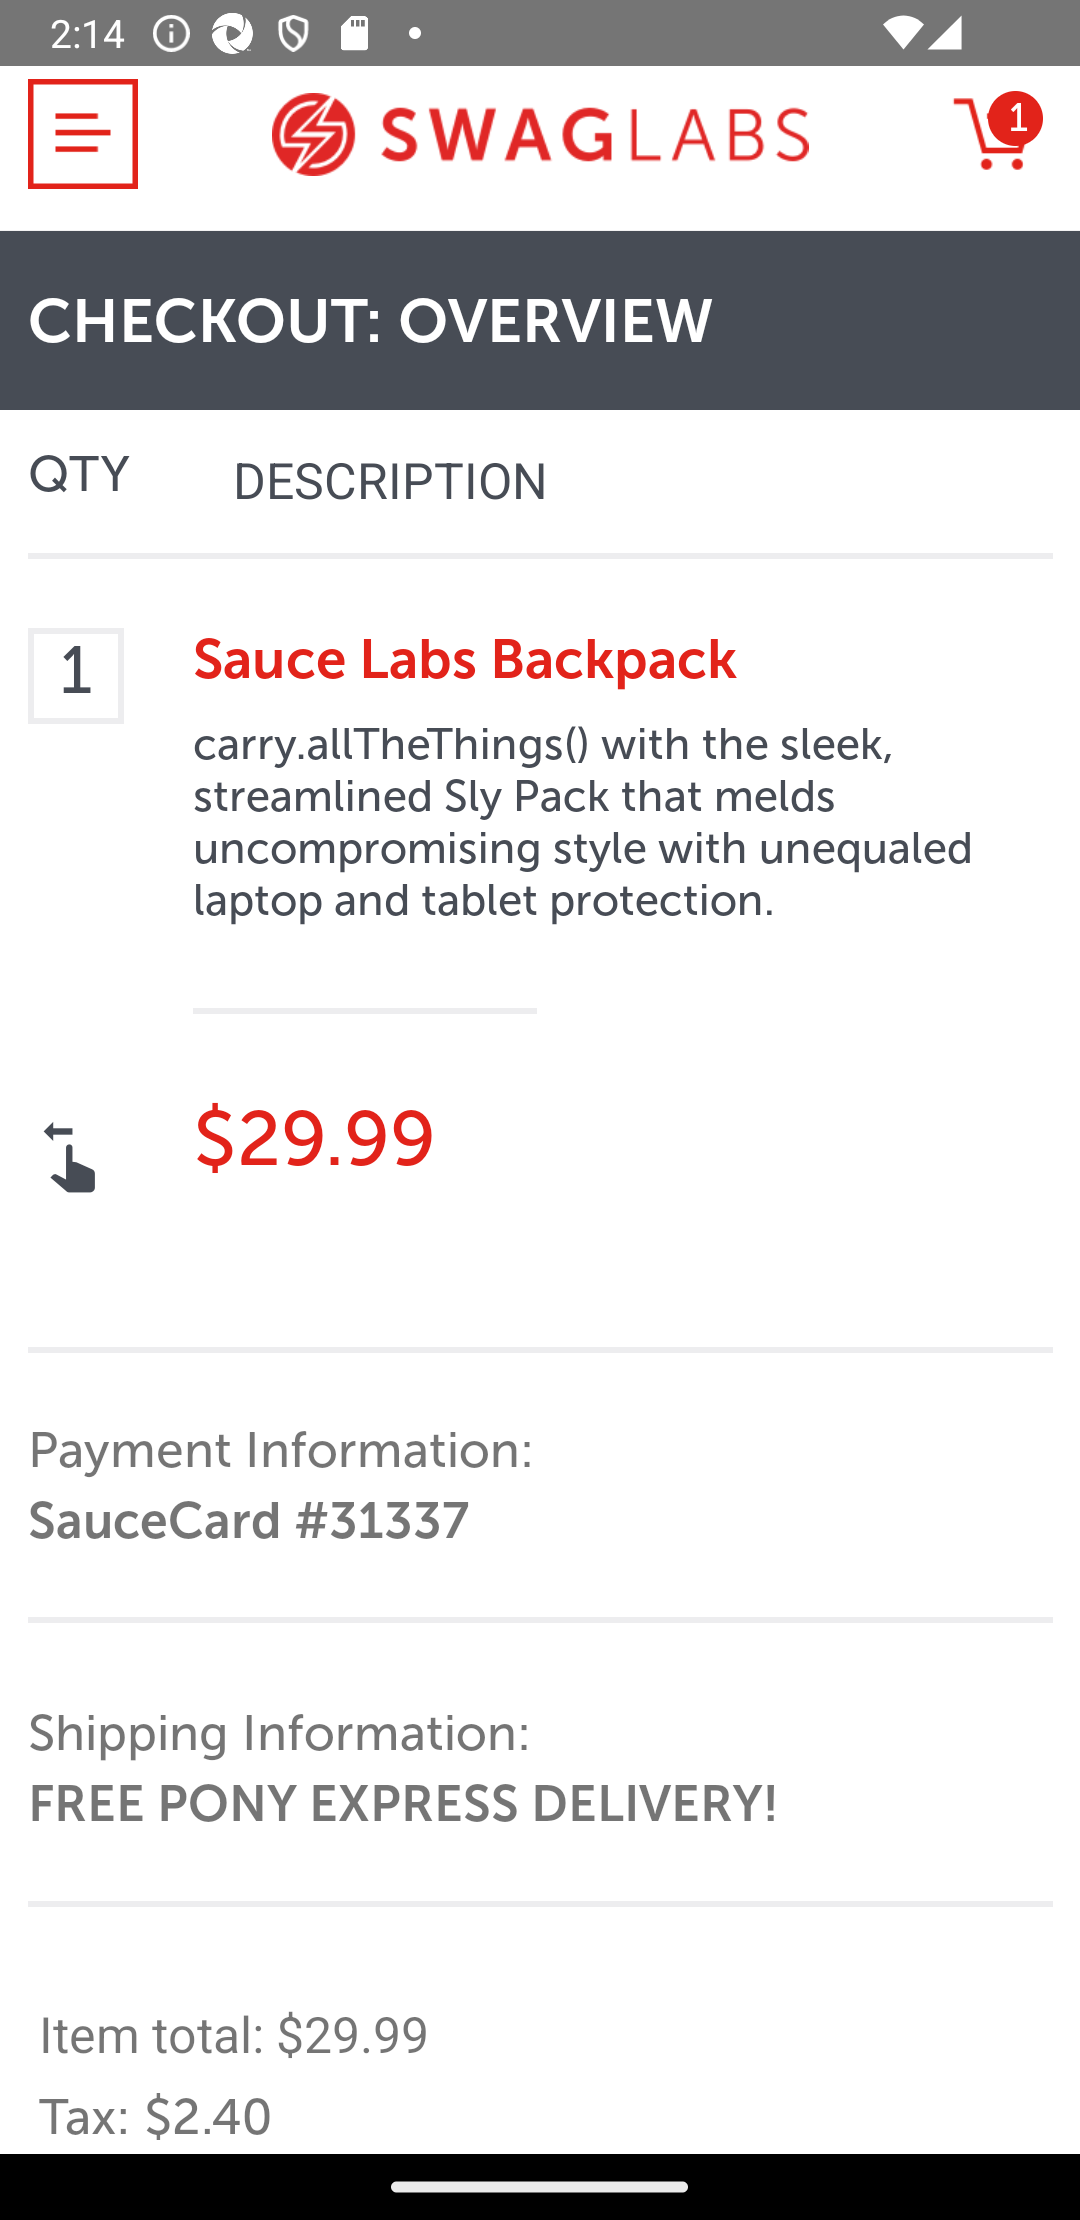 2:14
SWAGLABS
1
CHECKOUT: OVERVIEW
QTY DESCRIPTION
1
Sauce Labs Backpack
carry.allTheThings() with the sleek,
streamlined Sly Pack that melds
uncompromising style with unequaled
laptop and tablet protection.
$29.99
Payment Information:
SauceCard #31337
Shipping Information:
FREE PONY EXPRESS DELIVERY!
Item total: $29.99
Tax: $2.40